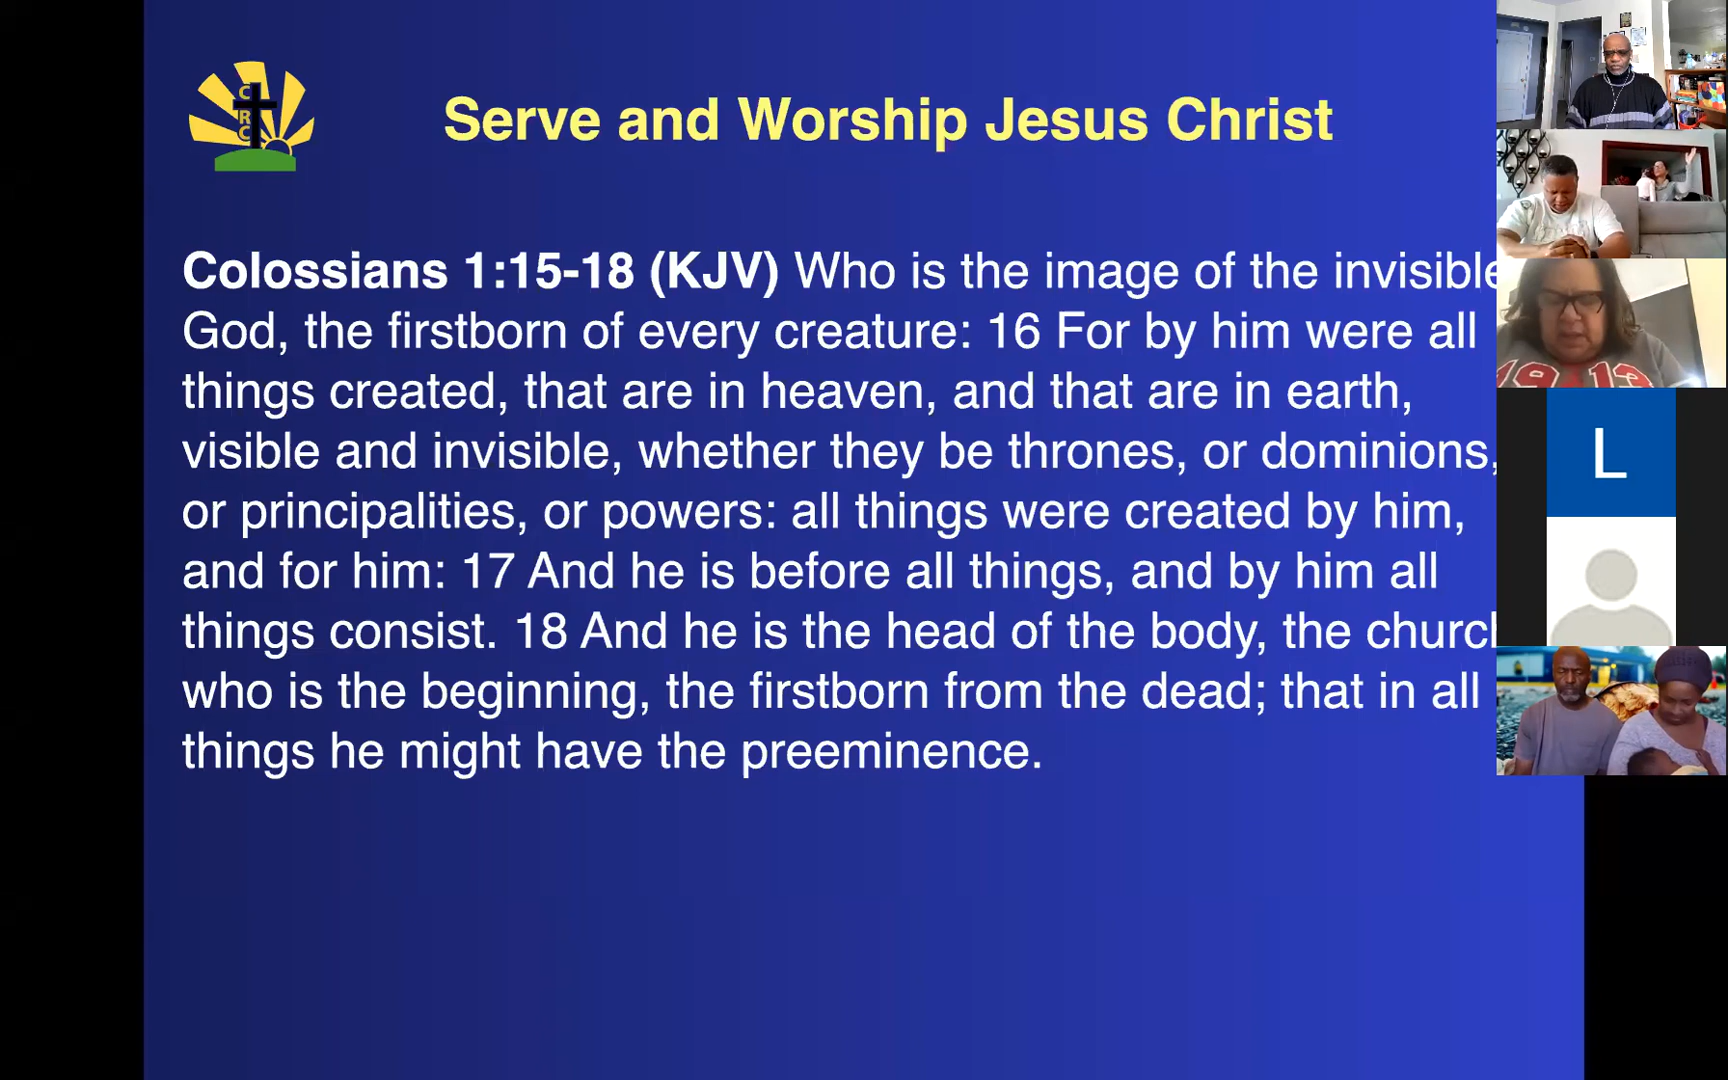 CRC
Serve and Worship Jesus Christ
Colossians 1:15-18 (KJV) Who is the image of the invisible
God, the firstborn of every creature: 16 For by him were all
things created, that are in heaven, and that are in earth,
visible and invisible, whether they be thrones, or dominions,
or principalities, or powers: all things were created by him,
and for him: 17 And he is before all things, and by him all
things consist. 18 And he is the head of the body, the church
who is the beginning, the firstborn from the dead; that in all
things he might have the preeminence.
1913
L